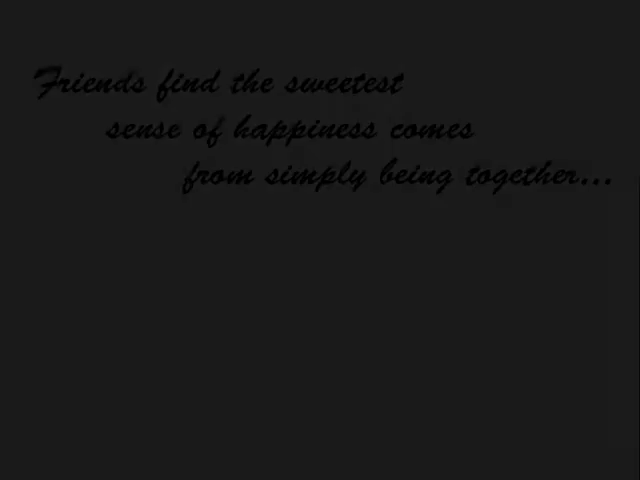 Friends find the sweetest
sense of happiness comes
from simply being together...